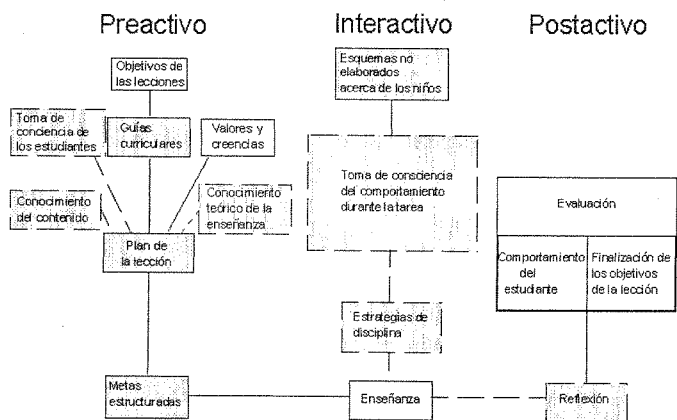 Preactivo
Interactivo
Postactivo
Objetivos de
las lecciones
Toma de
conciencia de
los estudiantes
Guías
curriculares
Valores y
creencias
Conocimiento
del contenido
Conocimiento
teórico de la
enseñanza
Plan de
la lección
Metas
estructuradas
Esquemas no
elaborados
acerca de los niños
Toma de consciencia
del comportamiento
durante la tarea
Estrategias de
disciplina
Enseñanza
Evaluación
Comportamiento
del
estudiante
Finalización de
los objetivos
de la lección
Reflexión